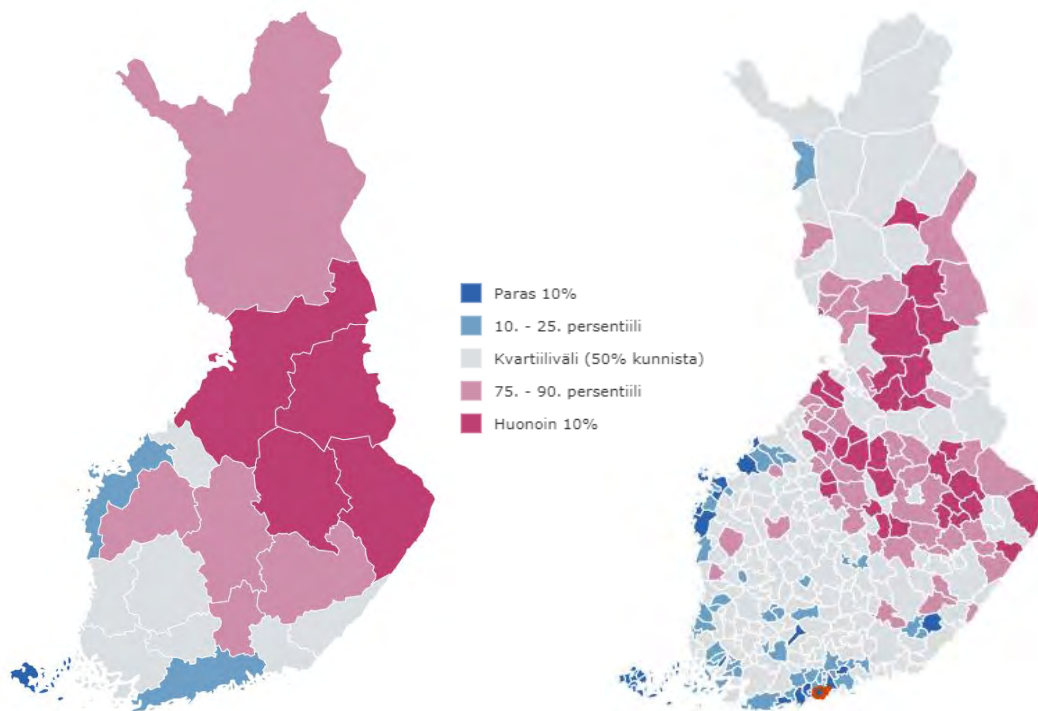 Paras 10%
10. - 25. persentiili
Kvartiiliväli (50% kunnista)
75. - 90. persentiili
Huonoin 10%